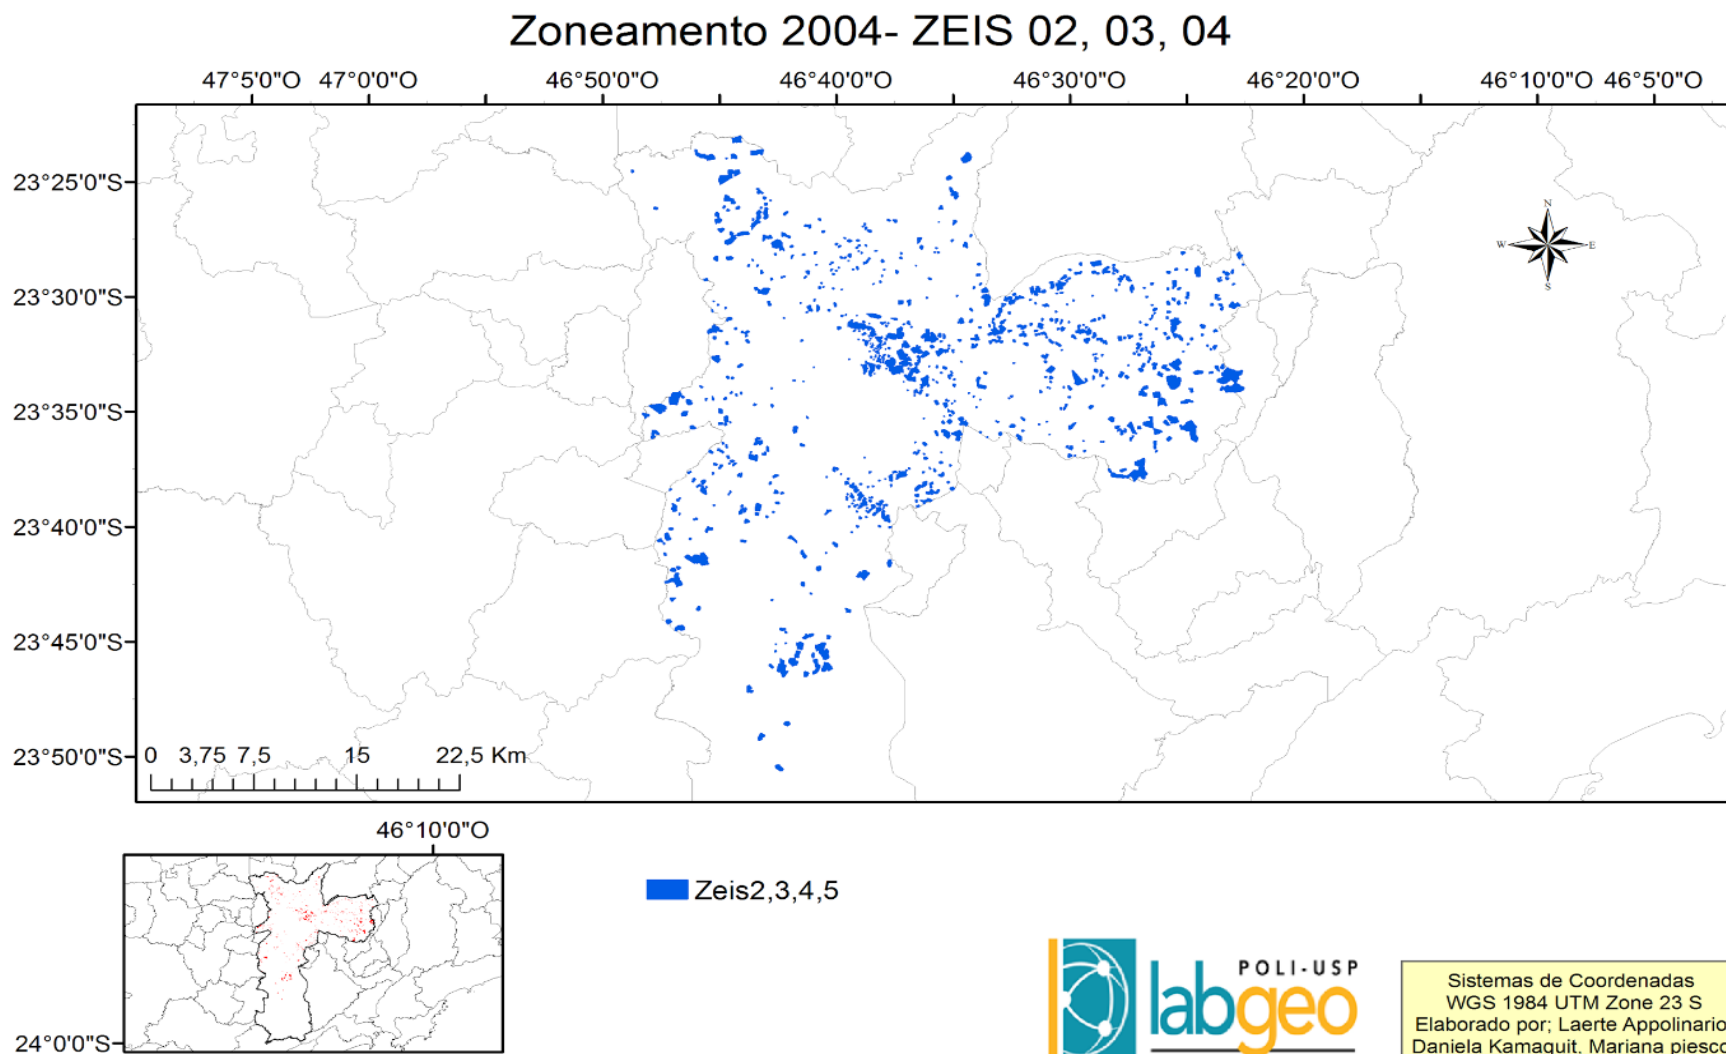 Zoneamento 2004- ZEIS 02, 03, 04
47°5'0"O 47°0'0"O 46°50'0"O 46°40'0"O 46°30'0"O 46°20'0"O 46°10'0"O 46°5'0"O
23°25'0"S
N
W E
S
23°30'0"S
23°35'0"S
23°40'0"S
23°45'0"S
23°50'0"S
0 3,75 7,5 15 22,5 Km
46°10'0"O
24°0'0"S
Zeis2,3,4,5
POLI-USP
labgeo
Sistemas de Coordenadas
WGS 1984 UTM Zone 23 S
Elaborado por; Laerte Appolinario
Daniela Kamaguit, Mariana piesco